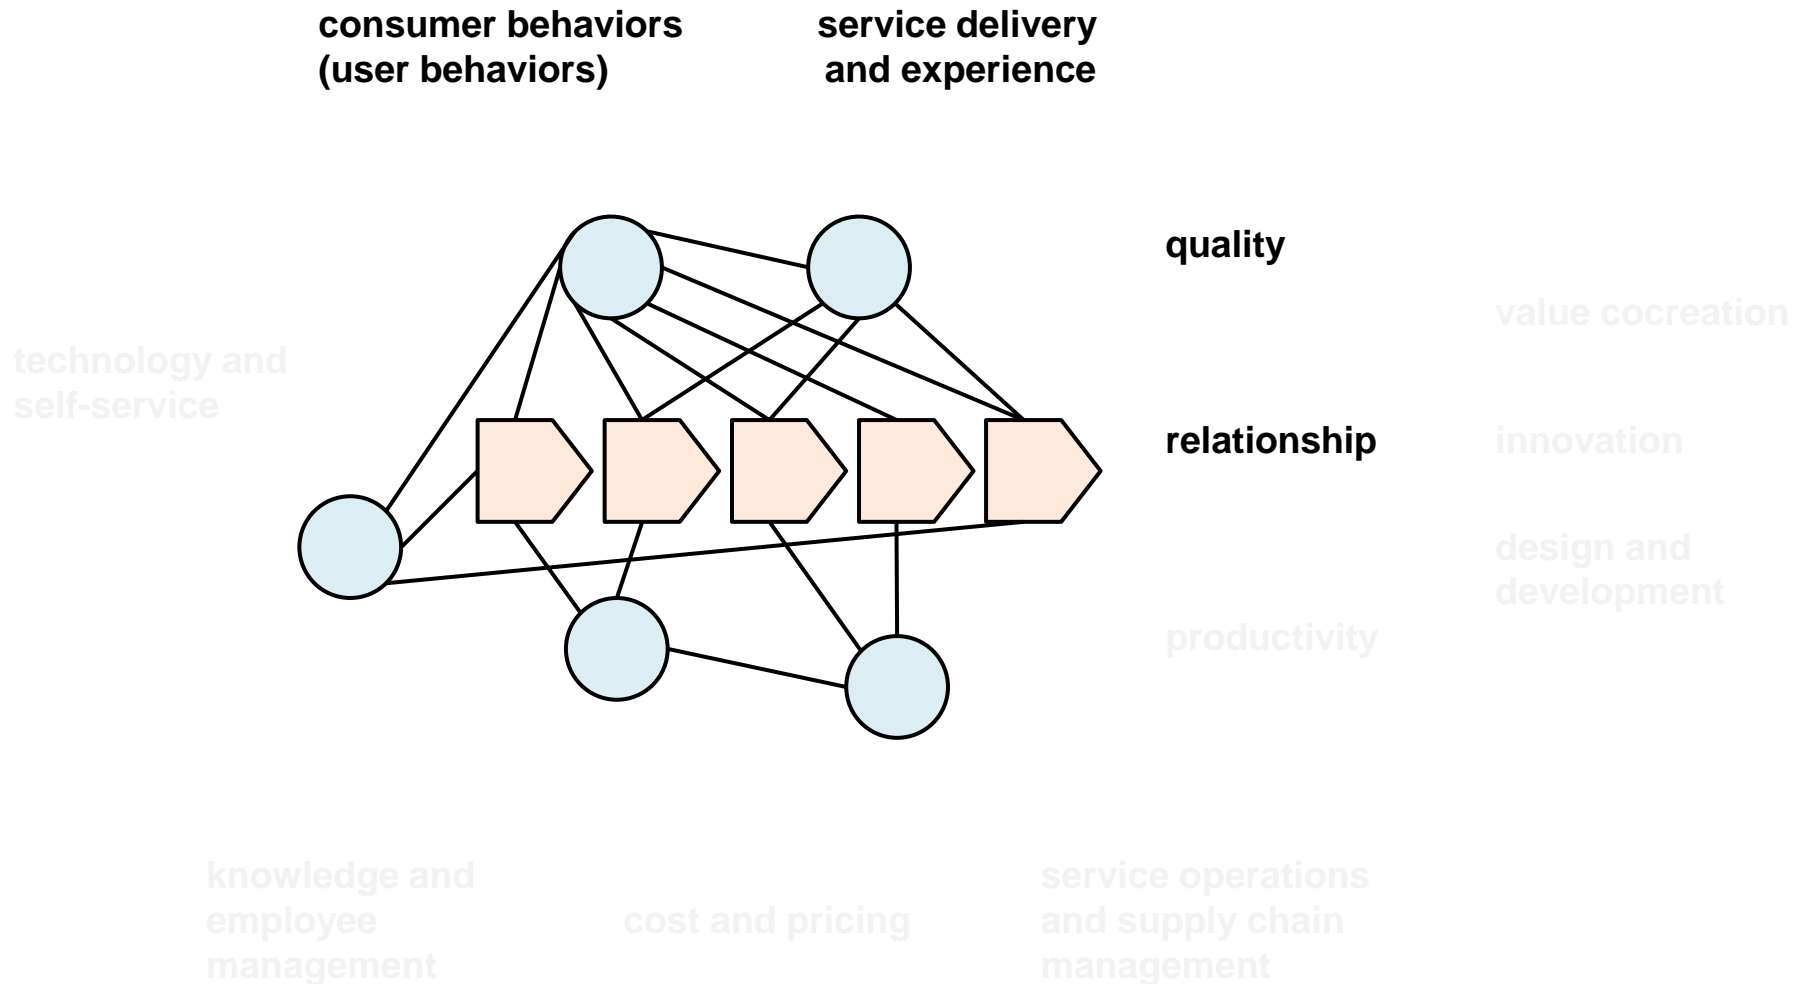 consumer behaviors
(user behaviors)
service delivery
and experience
quality
value cocreation
technology and
self-service
relationship
innovation
design and
development
productivity
knowledge and
employee
management
cost and pricing
service operations
and supply chain
management